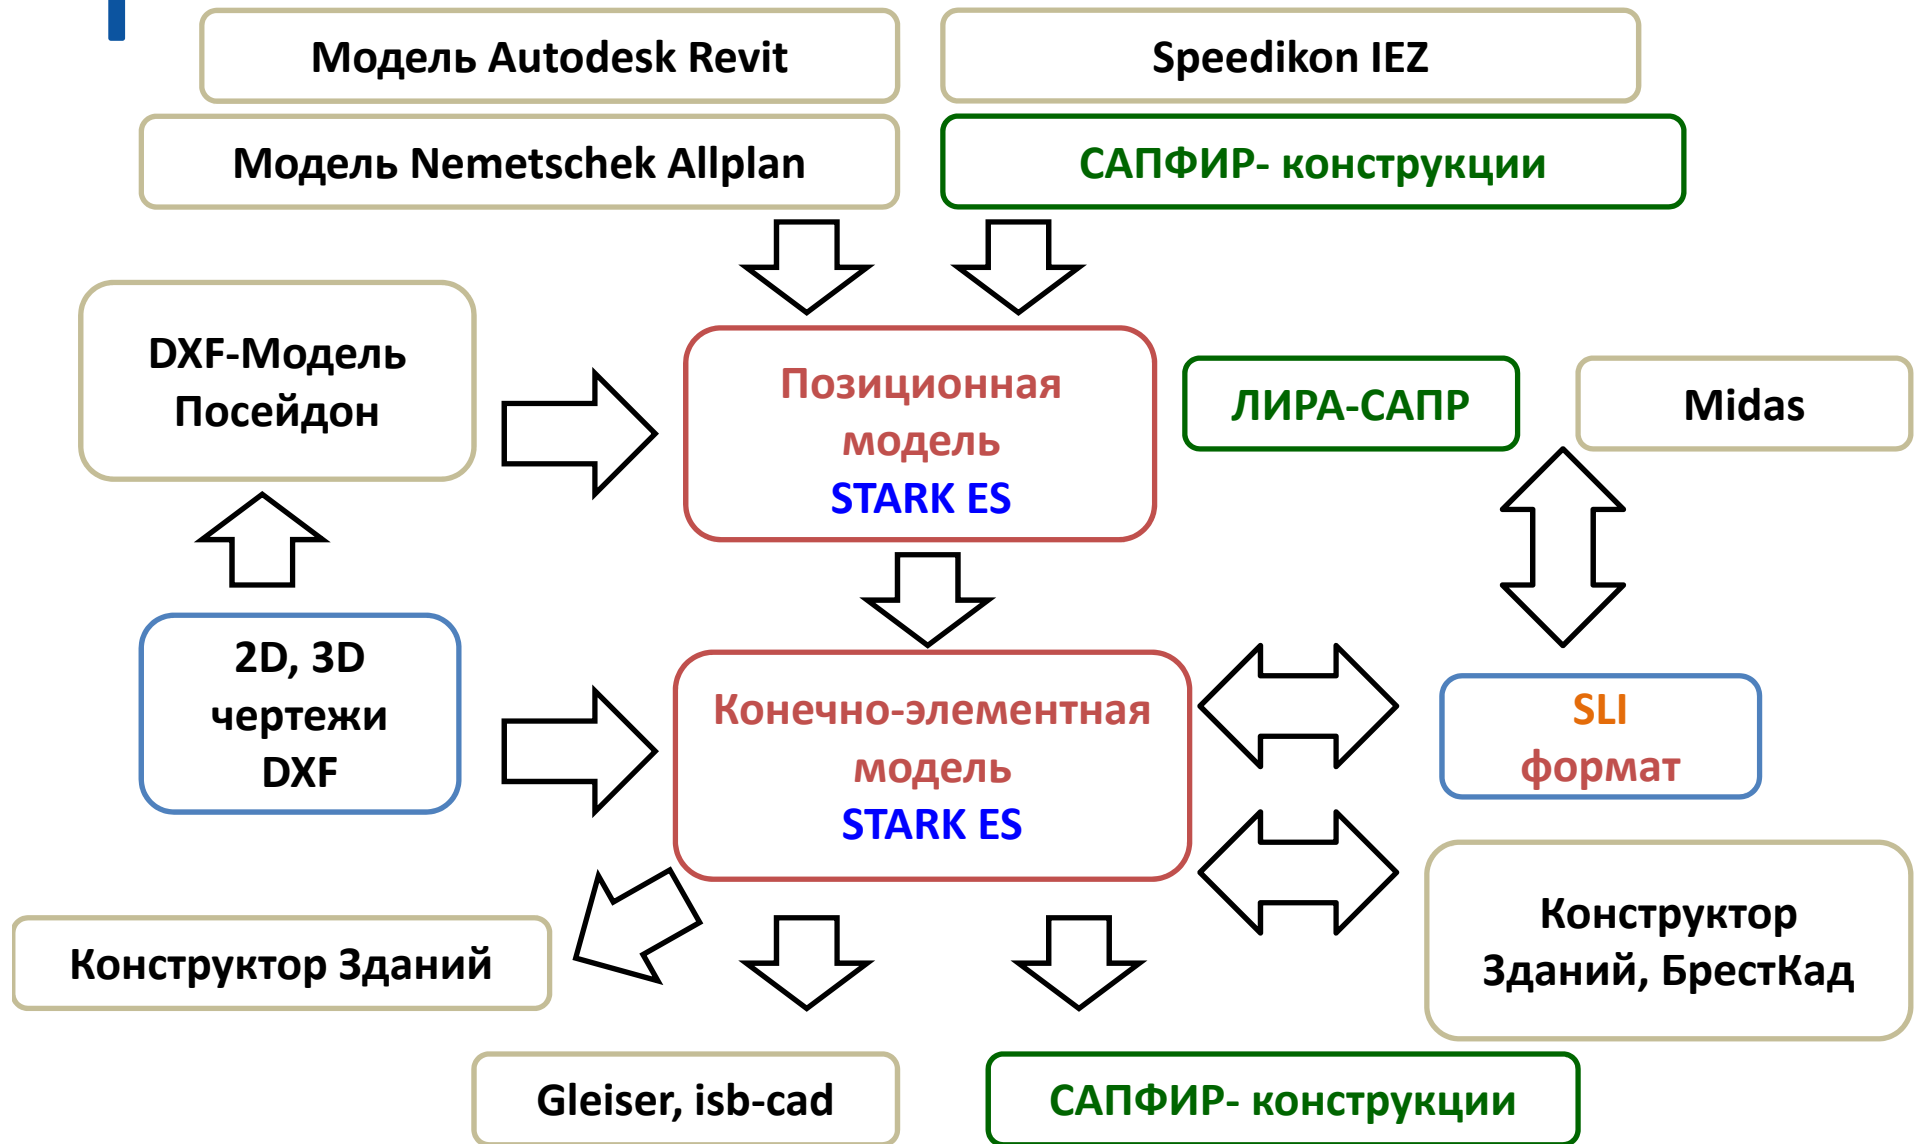 Модель Autodesk Revit
Speedikon IEZ
Модель Nemetschek Allplan
САПФИР- конструкции
DXF-Модель
Посейдон
Позиционная
модель
STARK ES
ЛИРА-САПР
Midas
2D, 3D
чертежи
DXF
Конечно-элементная
модель
STARK ES
SLI
формат
Конструктор Зданий
Конструктор
Зданий, БрестКад
Gleiser, isb-cad
САПФИР- конструкции